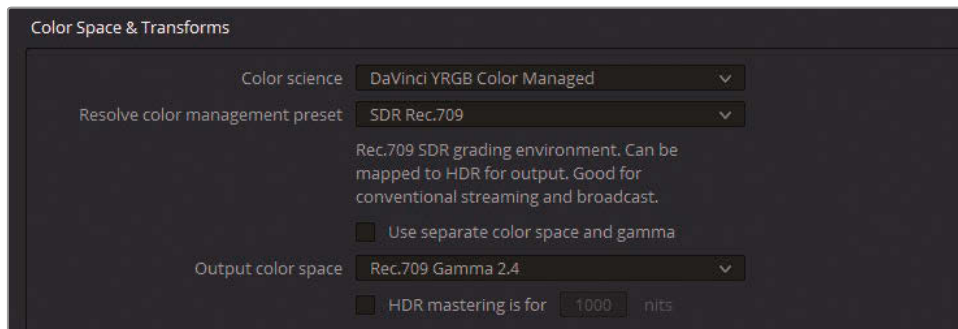 Color Space & Transforms
Color science DaVinci YRGB Color Managed
Resolve color management preset SDR Rec.709
Rec.709 SDR grading environment. Can be
mapped to HDR for output. Good for
conventional streaming and broadcast.
Use separate color space and gamma
Output color space Rec.709 Gamma 2.4
HDR mastering is for 1000 nits